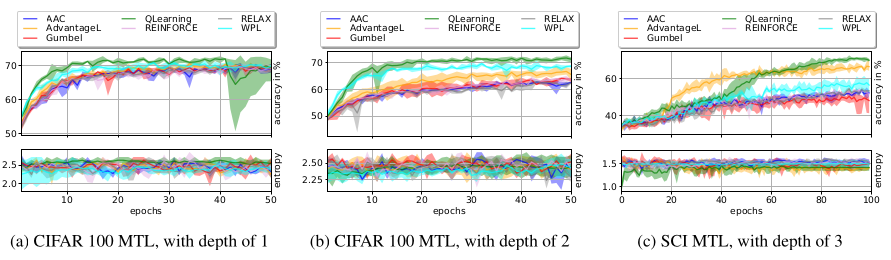 AAC QLearning RELAX
AdvantageL REINFORCE WPL
Gumbel
AAC QLearning RELAX
AdvantageL REINFORCE WPL
Gumbel
AAC QLearning RELAX
AdvantageL REINFORCE WPL
Gumbel
70
60
50
accuracy in %
2.5
2.0
entropy
0 10 20 30 40 50
epochs
70
60
50
accuracy in %
2.50
2.25
entropy
10 20 30 40 50
epochs
60
40
accuracy in %
1.5
1.0
entropy
0 20 40 60 80 100
epochs
(a) CIFAR 100 MTL, with depth of 1
(b) CIFAR 100 MTL, with depth of 2
(c) SCI MTL, with depth of 3